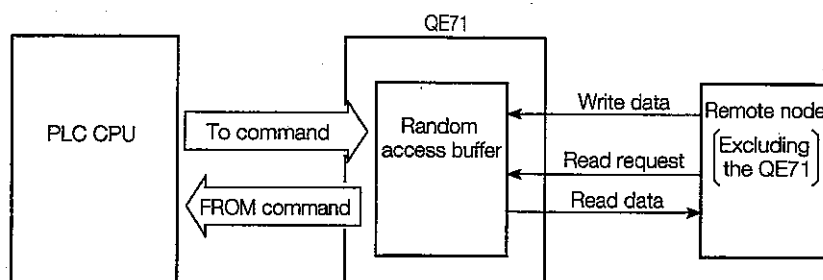 QE71
PLC CPU
To command
FROM command
Random
access buffer
Write data
Read request
Read data
Remote node
[Excluding
the QE71]